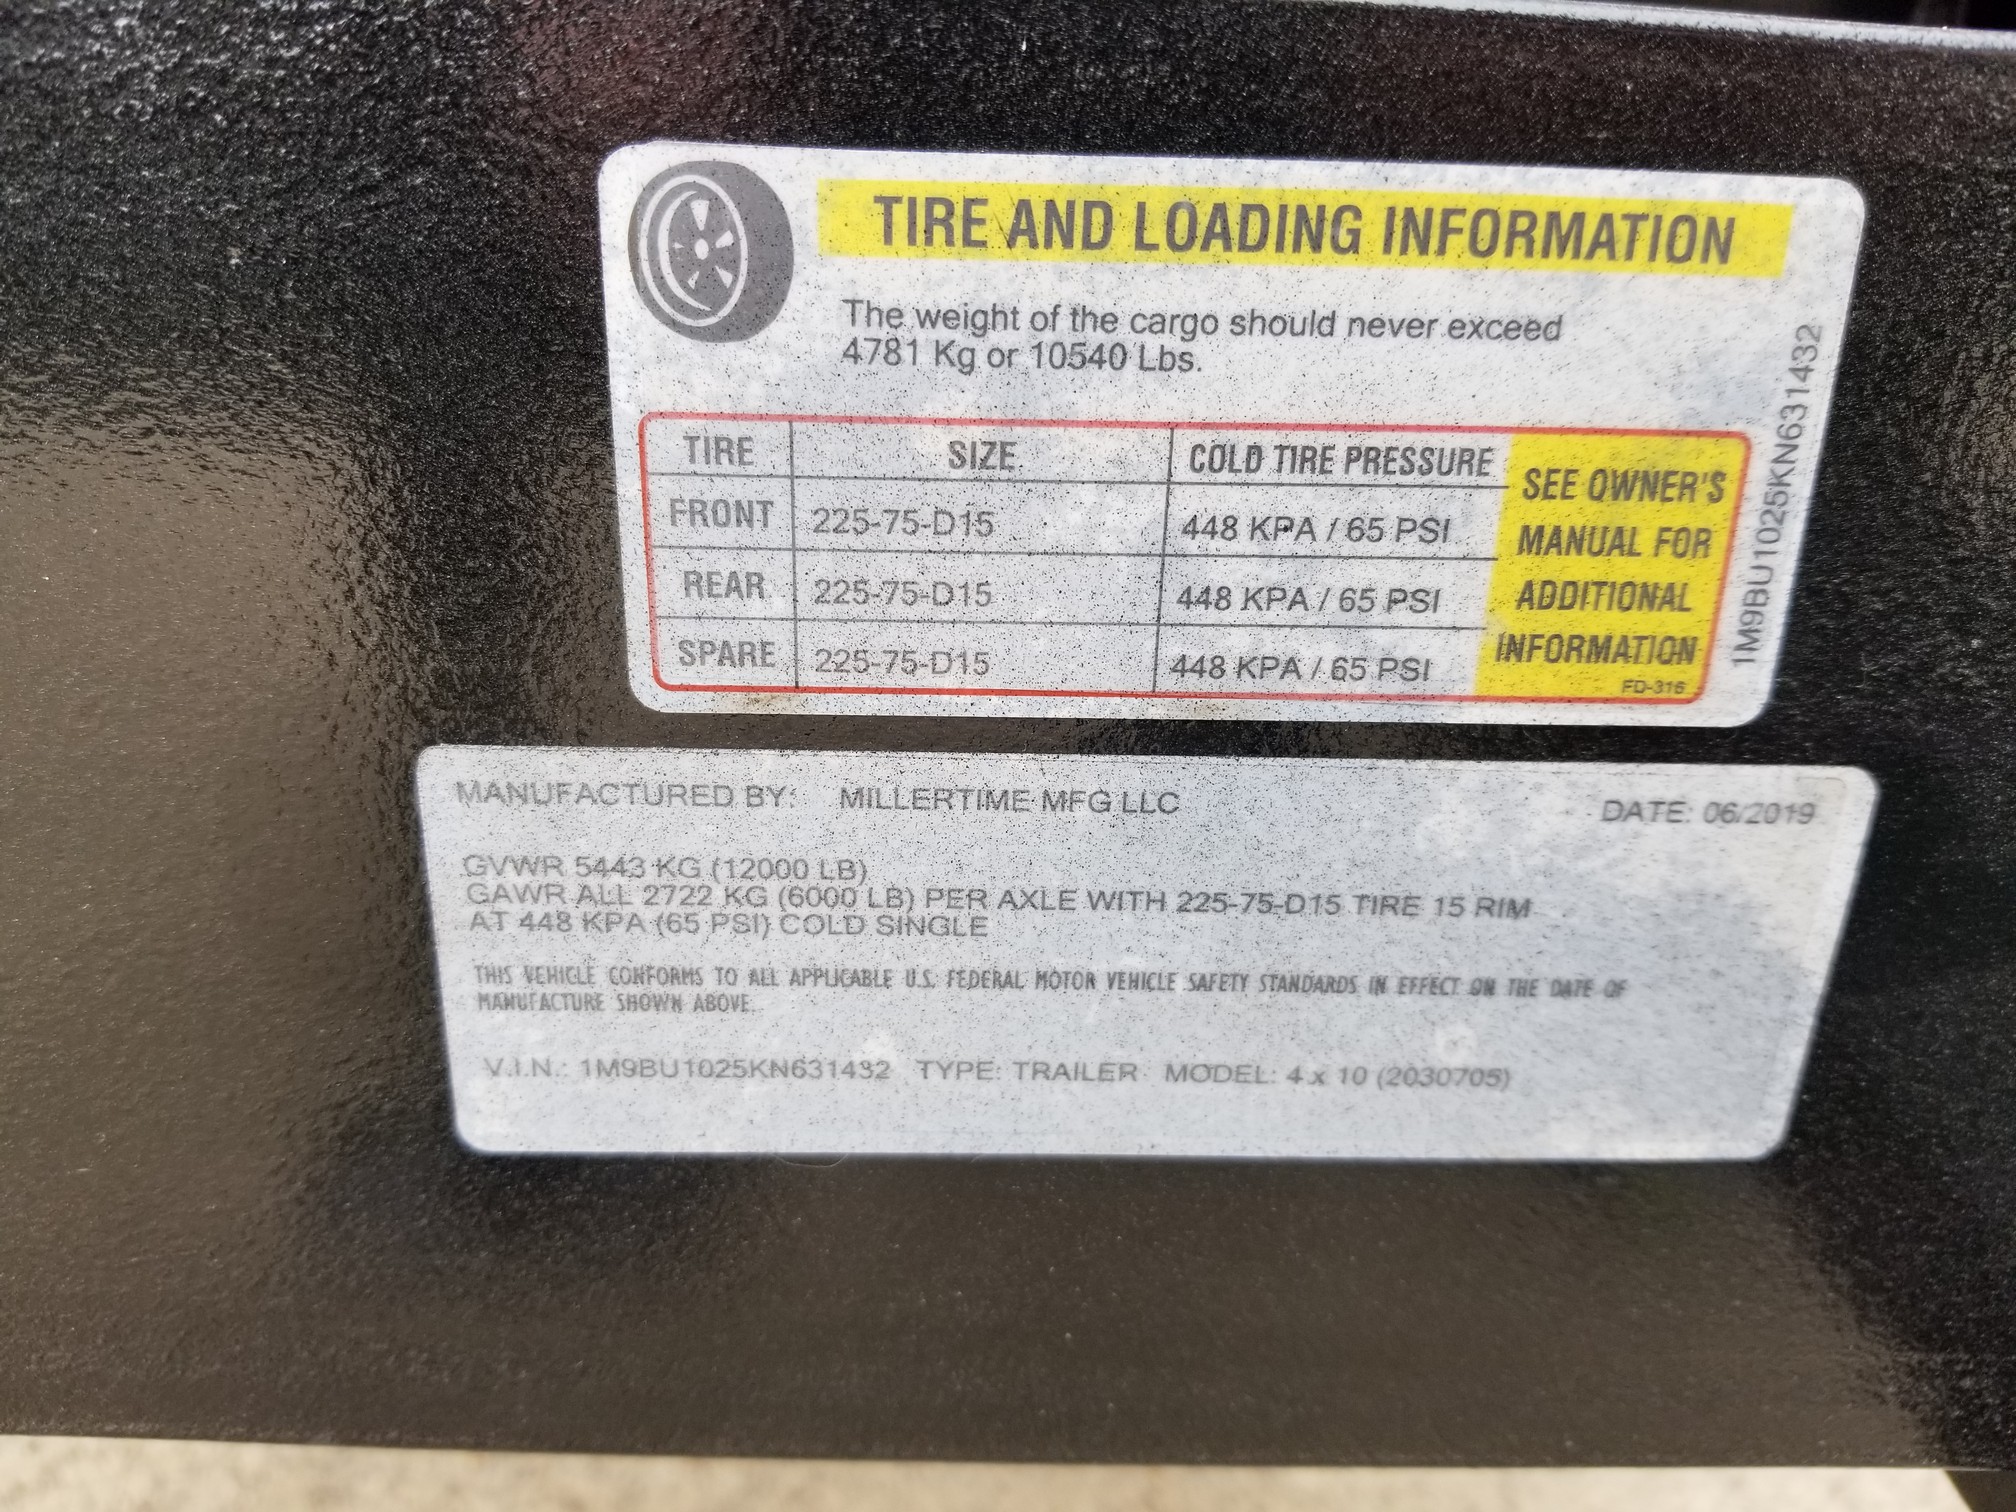 TIRE AND LOADING INFORMATION
The weight of the cargo should never exceed
4781 Kg or 10540 Lbs.
TIRE SIZE COLD TIRE PRESSURE
FRONT 225-75-D15 448 KPA / 65 PSI
REAR 225-75-D15 448 KPA / 65 PSI
SPARE 225-75-D15 448 KPA / 65 PSI
SEE OWNER'S
MANUAL FOR
ADDITIONAL
INFORMATION
FD-316
1M9BU1025KN631432
MANUFACTURED BY: MILLERTIME MFG LLC DATE: 06/2019
GVWR 5443 KG (12000 LB)
GAWR ALL 2722 KG (6000 LB) PER AXLE WITH 225-75-D15 TIRE 15 RIM
AT 448 KPA (65 PSI) COLD SINGLE
THIS VEHICLE CONFORMS TO ALL APPLICABLE U.S. FEDERAL MOTOR VEHICLE SAFETY STANDARDS IN EFFECT ON THE DATE OF
MANUFACTURE SHOWN ABOVE.
V.I.N.: 1M9BU1025KN631432 TYPE: TRAILER MODEL: 4 x 10 (2030705)